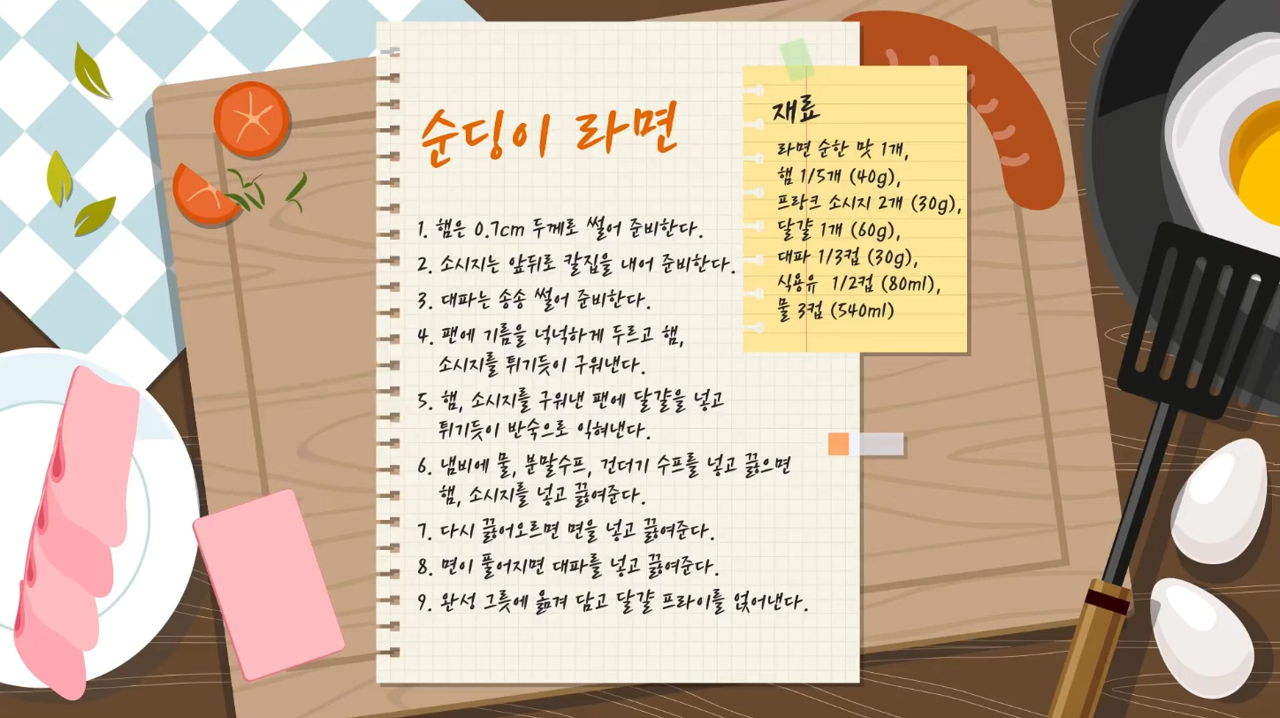 순딩이 라면
1. 햄은 0.7cm 두께로 썰어 준비한다.
2. 소시지는 앞뒤로 칼집을 내어 준비한다.
3. 대파는 송송 썰어 준비한다.
4. 팬에 기름을 넉넉하게 두르고 햄,
소시지를 튀기듯이 구워낸다.
5. 햄, 소시지를 구워낸 팬에 달걀을 넣고
튀기듯이 반숙으로 익혀낸다.
6. 냄비에 물, 분말수프, 건더기 수프를 넣고 끓으면
햄, 소시지를 넣고 끓여준다.
7. 다시 끓어오르면 면을 넣고 끓여준다.
8. 면이 풀어지면 대파를 넣고 끓여준다.
9. 완성 그릇에 옮겨 담고 달걀 프라이를 얹어낸다.
재료
라면 순한 맛 1개,
햄 1/5개 (40g),
프랑크 소시지 2개 (30g),
달걀 1개 (60g),
대파 1/3컵 (30g),
식용유 1/2컵 (80ml),
물 3컵 (540ml)